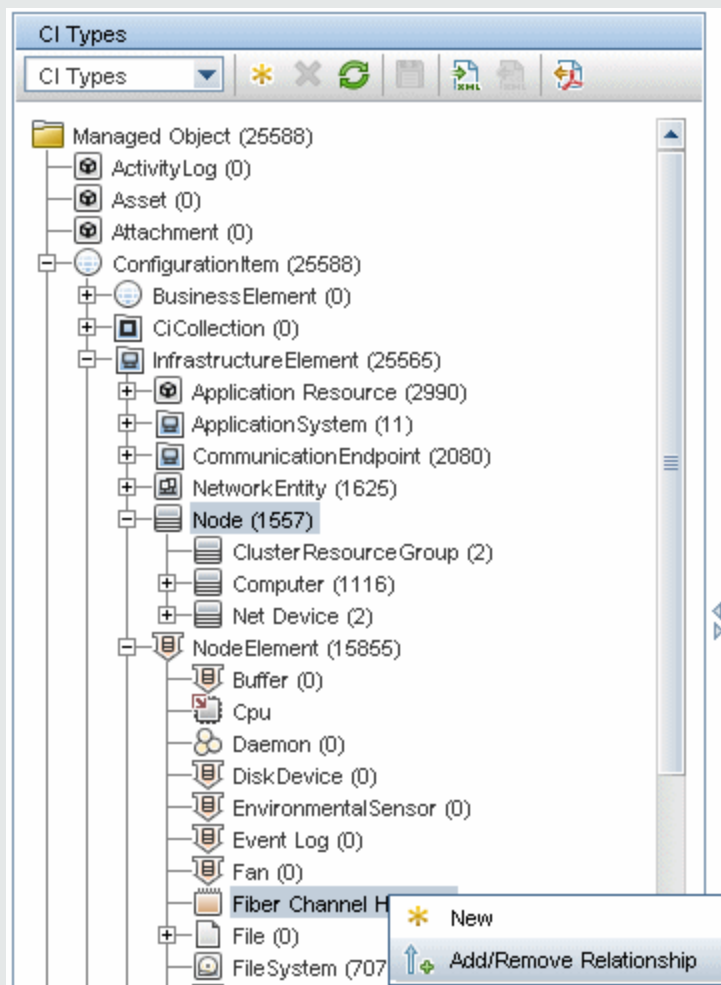 CI Types
CI Types
XML
XML
Managed Object (25588)
ActivityLog (0)
Asset (0)
Attachment (0)
ConfigurationItem (25588)
BusinessElement (0)
CiCollection (0)
InfrastructureElement (25565)
Application Resource (2990)
ApplicationSystem (11)
CommunicationEndpoint (2080)
NetworkEntity (1625)
Node (1557)
ClusterResourceGroup (2)
Computer (1116)
Net Device (2)
NodeElement (15855)
Buffer (0)
Cpu
Daemon (0)
DiskDevice (0)
EnvironmentalSensor (0)
Event Log (0)
Fan (0)
Fiber Channel H
New
File (0)
Add/Remove Relationship
FileSystem (707